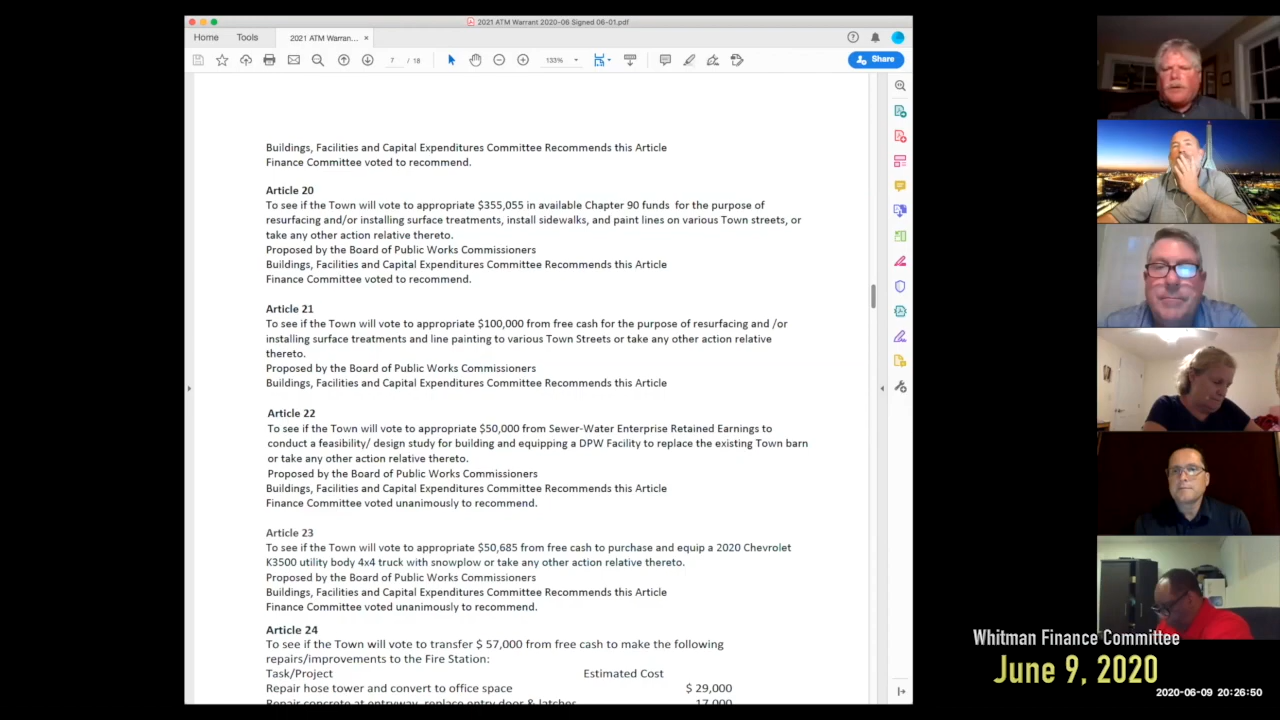 2021 ATM Warrant 2020-06 Signed 06-01.pdf
Home Tools 2021 ATM Warran... ×
7 / 18 133% Share
Buildings, Facilities and Capital Expenditures Committee Recommends this Article
Finance Committee voted to recommend.
Article 20
To see if the Town will vote to appropriate $355,055 in available Chapter 90 funds for the purpose of
resurfacing and/or installing surface treatments, install sidewalks, and paint lines on various Town streets, or
take any other action relative thereto.
Proposed by the Board of Public Works Commissioners
Buildings, Facilities and Capital Expenditures Committee Recommends this Article
Finance Committee voted to recommend.
Article 21
To see if the Town will vote to appropriate $100,000 from free cash for the purpose of resurfacing and /or
installing surface treatments and line painting to various Town Streets or take any other action relative
thereto.
Proposed by the Board of Public Works Commissioners
Buildings, Facilities and Capital Expenditures Committee Recommends this Article
Article 22
To see if the Town will vote to appropriate $50,000 from Sewer-Water Enterprise Retained Earnings to
conduct a feasibility/ design study for building and equipping a DPW Facility to replace the existing Town barn
or take any other action relative thereto.
Proposed by the Board of Public Works Commissioners
Buildings, Facilities and Capital Expenditures Committee Recommends this Article
Finance Committee voted unanimously to recommend.
Article 23
To see if the Town will vote to appropriate $50,685 from free cash to purchase and equip a 2020 Chevrolet
K3500 utility body 4x4 truck with snowplow or take any other action relative thereto.
Proposed by the Board of Public Works Commissioners
Buildings, Facilities and Capital Expenditures Committee Recommends this Article
Finance Committee voted unanimously to recommend.
Article 24
To see if the Town will vote to transfer $ 57,000 from free cash to make the following
repairs/improvements to the Fire Station:
Task/Project Estimated Cost
Repair hose tower and convert to office space $ 29,000
Repair concrete at entryway, replace entry door & latches 17,000
Whitman Finance Committee
June 9, 2020
2020-06-09 20:26:50